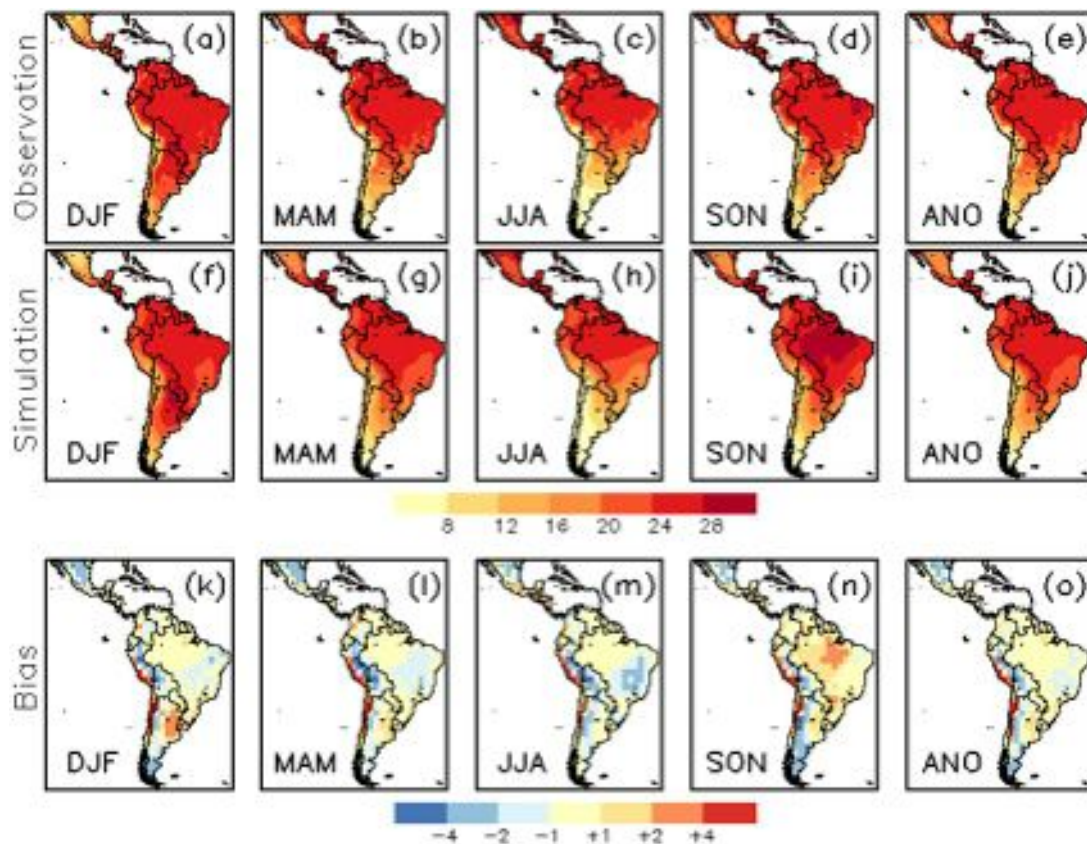 Observation
(a) (b) (c) (d) (e)
DJF MAM JJA SON ANO
Simulation
(f) (g) (h) (i) (j)
DJF MAM JJA SON ANO
8 12 16 20 24 28
Bias
(k) (l) (m) (n) (o)
DJF MAM JJA SON ANO
-4 -2 -1 +1 +2 +4